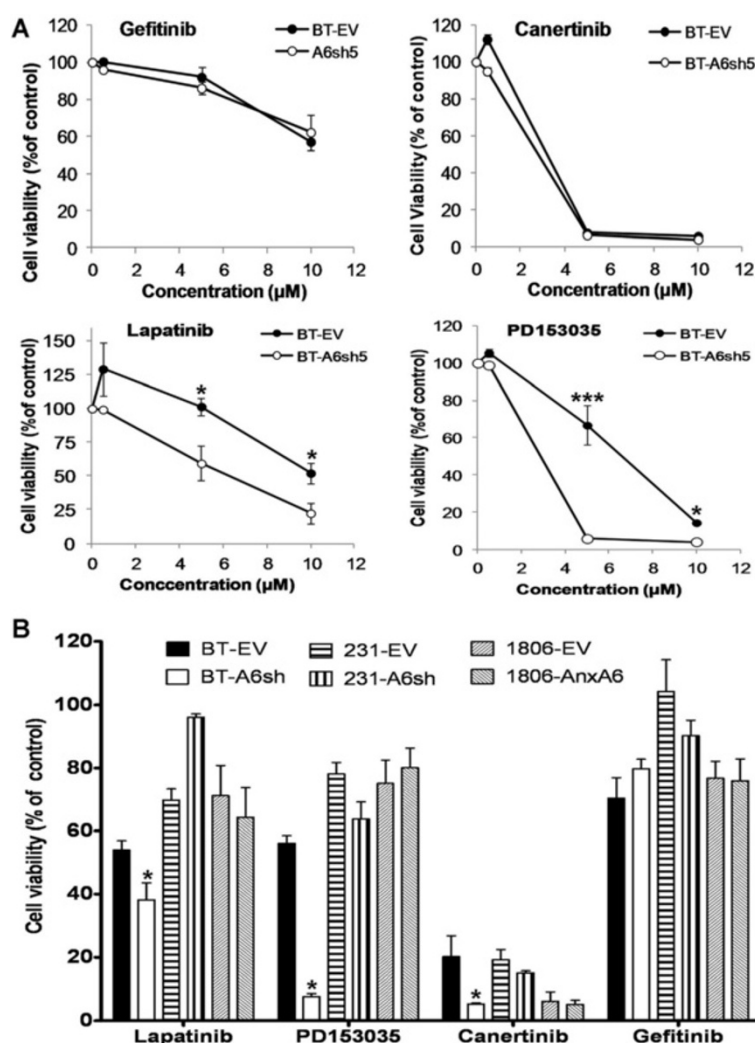 A
Gefitinib
BT-EV
A6sh5
Cell viability (%of control)
120
100
80
60
40
20
0
0 2 4 6 8 10 12
Concentration (µM)
Canertinib
BT-EV
BT-A6sh5
Cell Viability (% of control)
120
100
80
60
40
20
0
0 2 4 6 8 10 12
Concentration (µM)
Lapatinib
BT-EV
BT-A6sh5
Cell viability (%of control)
150
125
100
75
50
25
0
* *
0 2 4 6 8 10 12
Conccentration (µM)
PD153035
BT-EV
BT-A6sh5
Cell viability (% of control)
120
100
80
60
40
20
0
*** *
0 2 4 6 8 10 12
Concentration (µM)
B
BT-EV 231-EV 1806-EV
BT-A6sh 231-A6sh 1806-AnxA6
Cell viability (% of control)
120
100
80
60
40
20
0
* * *
Lapatinib PD153035 Canertinib Gefitinib